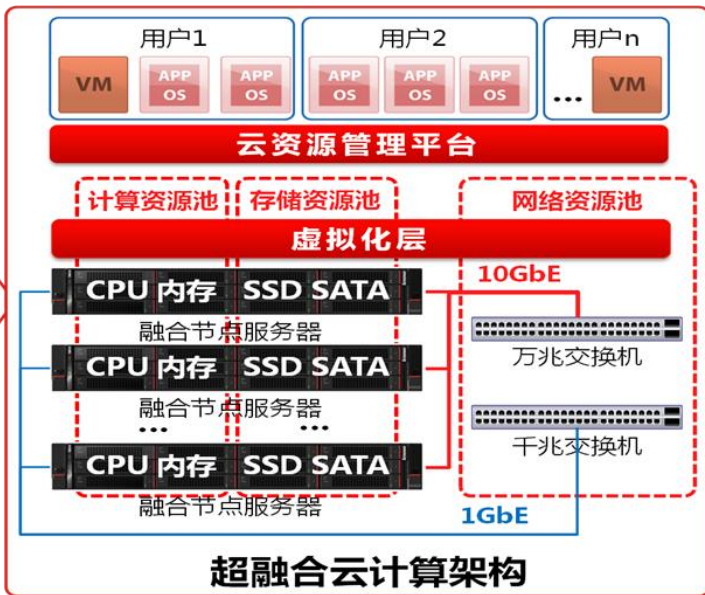 用户1 用户2 用户n
VM APP OS APP OS APP OS APP OS APP OS ... VM
云资源管理平台
计算资源池 存储资源池 网络资源池
虚拟化层
10GbE
CPU 内存 SSD SATA
融合节点服务器
万兆交换机
CPU 内存 SSD SATA
融合节点服务器
... ...
千兆交换机
CPU 内存 SSD SATA
融合节点服务器
1GbE
超融合云计算架构